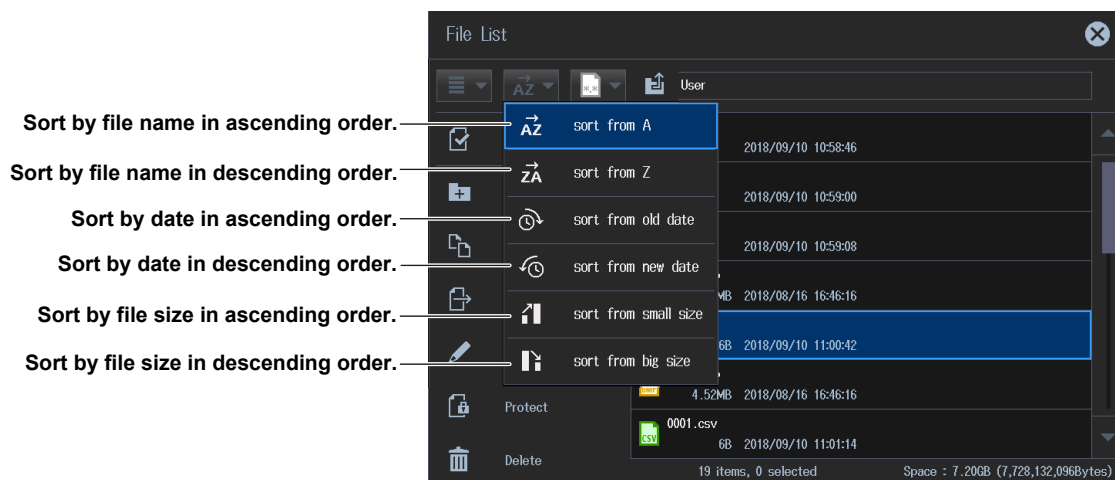 File List
AZ
*.*
User
Sort by file name in ascending order.
AZ sort from A
2018/09/10 10:58:46
Sort by file name in descending order.
ZA sort from Z
2018/09/10 10:59:00
Sort by date in ascending order.
sort from old date
2018/09/10 10:59:08
Sort by date in descending order.
sort from new date
MB 2018/08/16 16:46:16
Sort by file size in ascending order.
sort from small size
6B 2018/09/10 11:00:42
Sort by file size in descending order.
sort from big size
BMP 4.52MB 2018/08/16 16:46:16
Protect
0001.csv
CSV 6B 2018/09/10 11:01:14
Delete
19 items, 0 selected Space : 7.20GB (7,728,132,096Bytes)